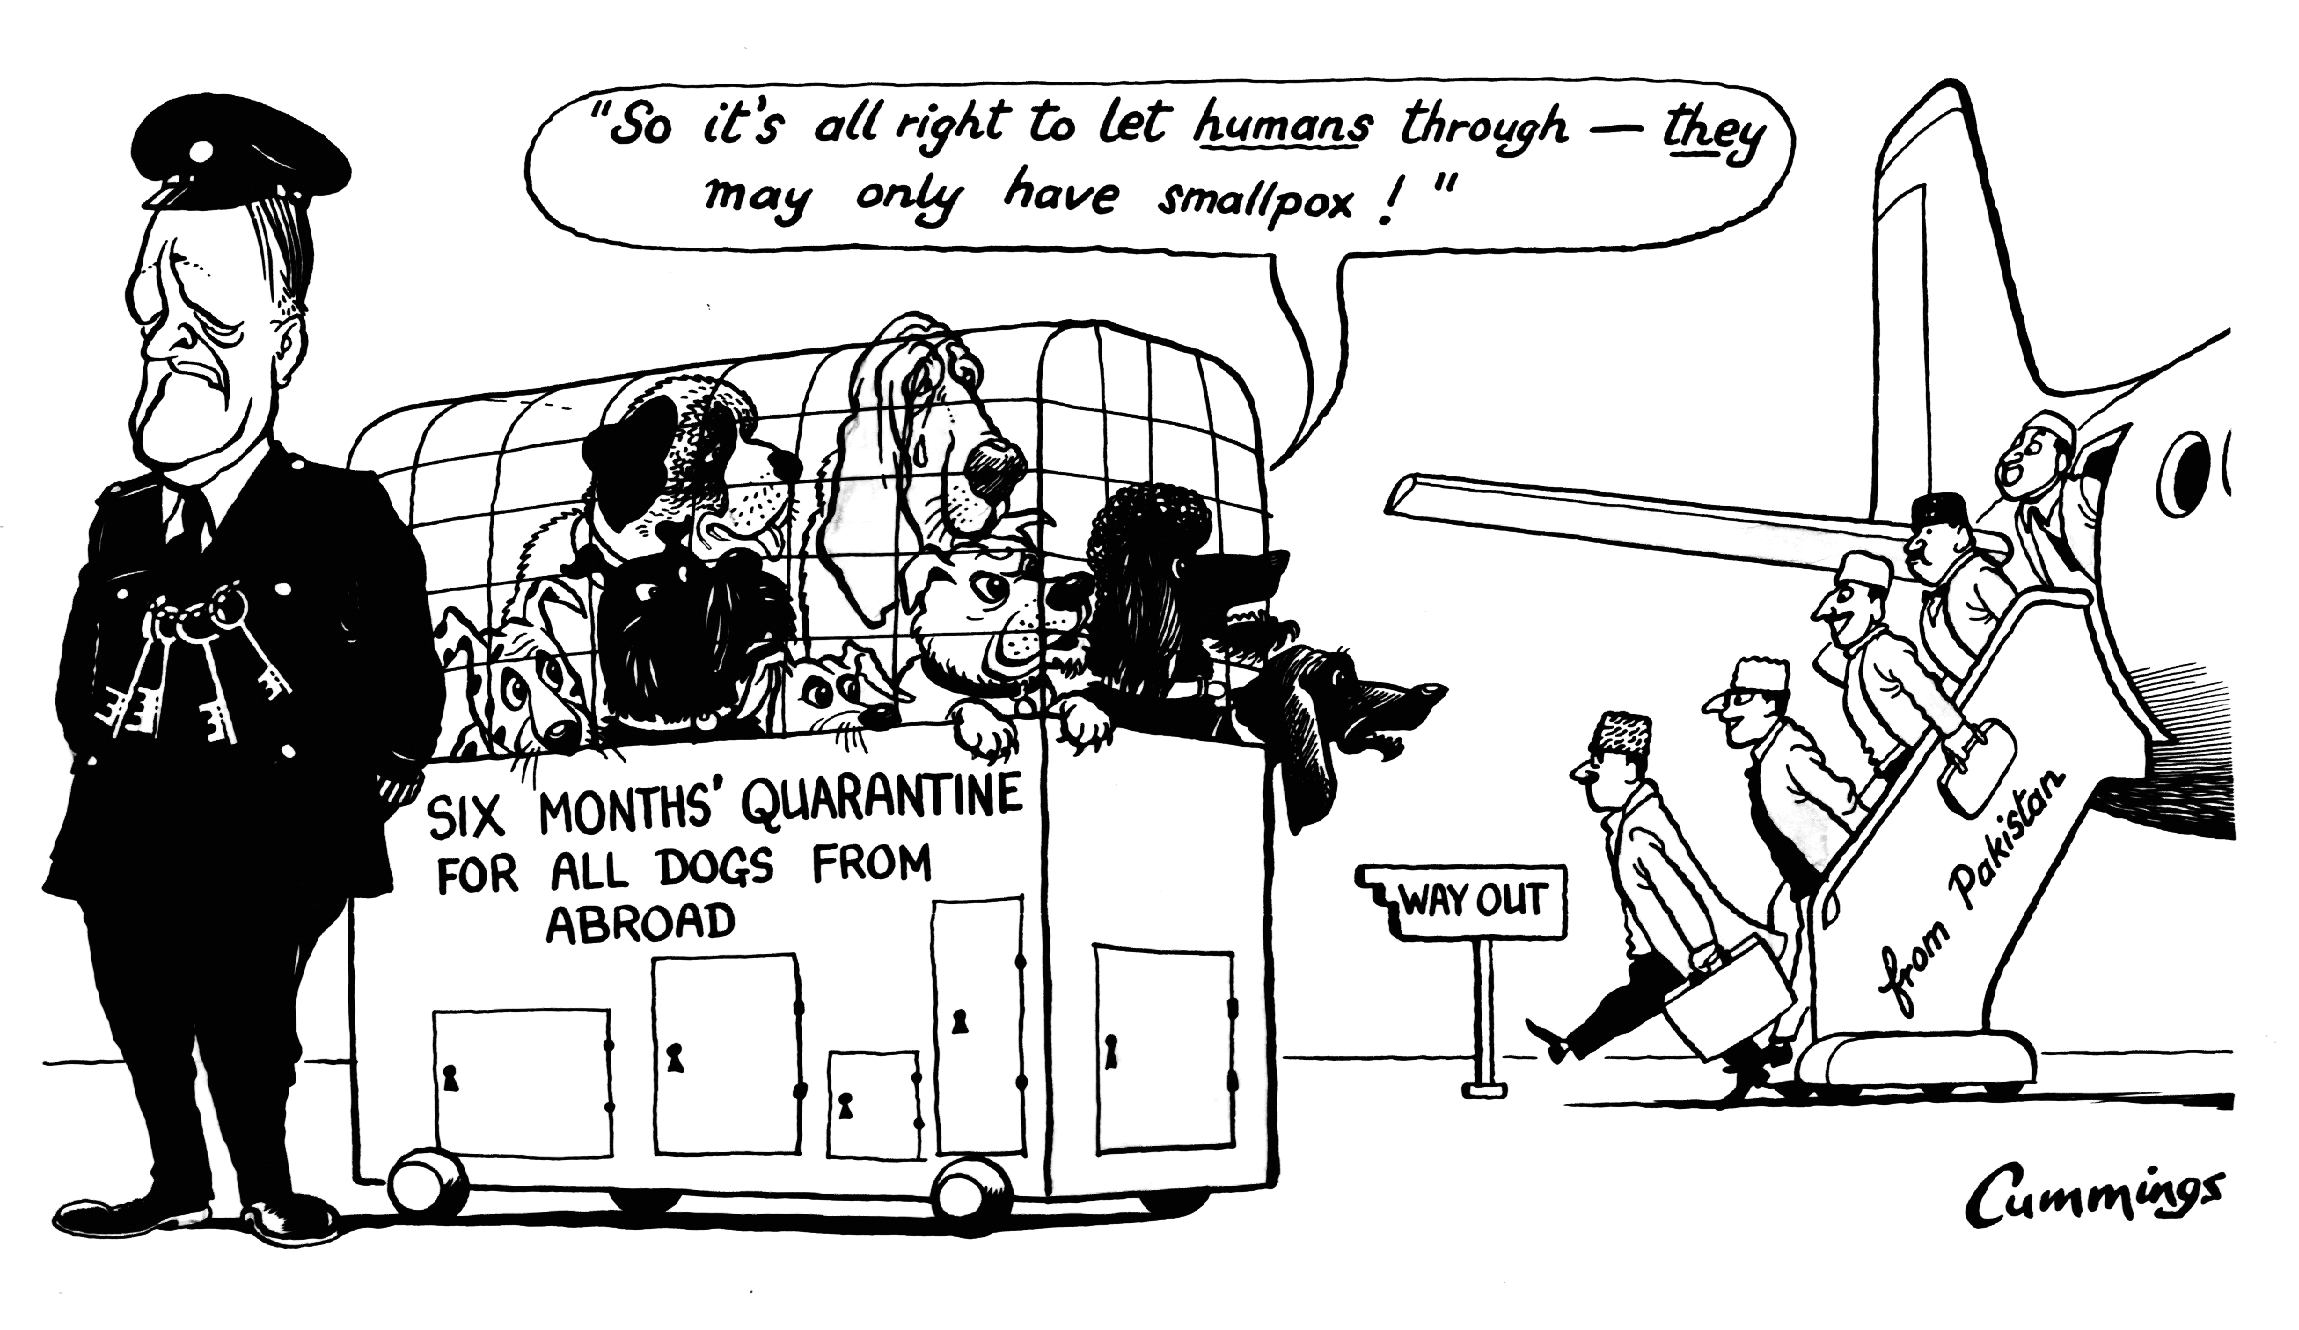 "So it's all right to let humans through — they
may only have smallpox!"
SIX MONTHS' QUARANTINE
FOR ALL DOGS FROM
ABROAD
WAY OUT
from Pakistan
Cummings